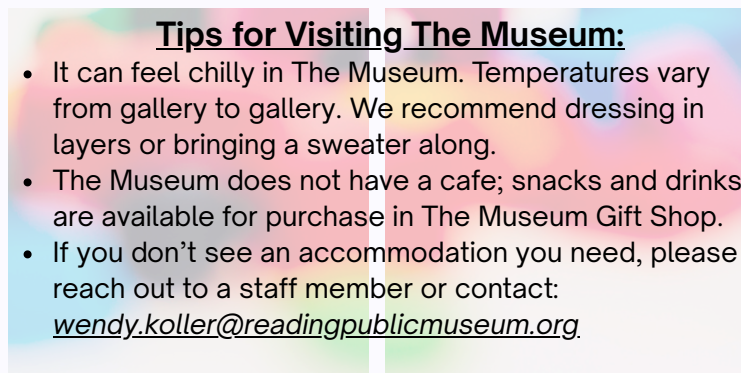 Tips for Visiting The Museum:
• It can feel chilly in The Museum. Temperatures vary
from gallery to gallery. We recommend dressing in
layers or bringing a sweater along.
• The Museum does not have a cafe; snacks and drinks
are available for purchase in The Museum Gift Shop.
• If you don’t see an accommodation you need, please
reach out to a staff member or contact:
wendy.koller@readingpublicmuseum.org